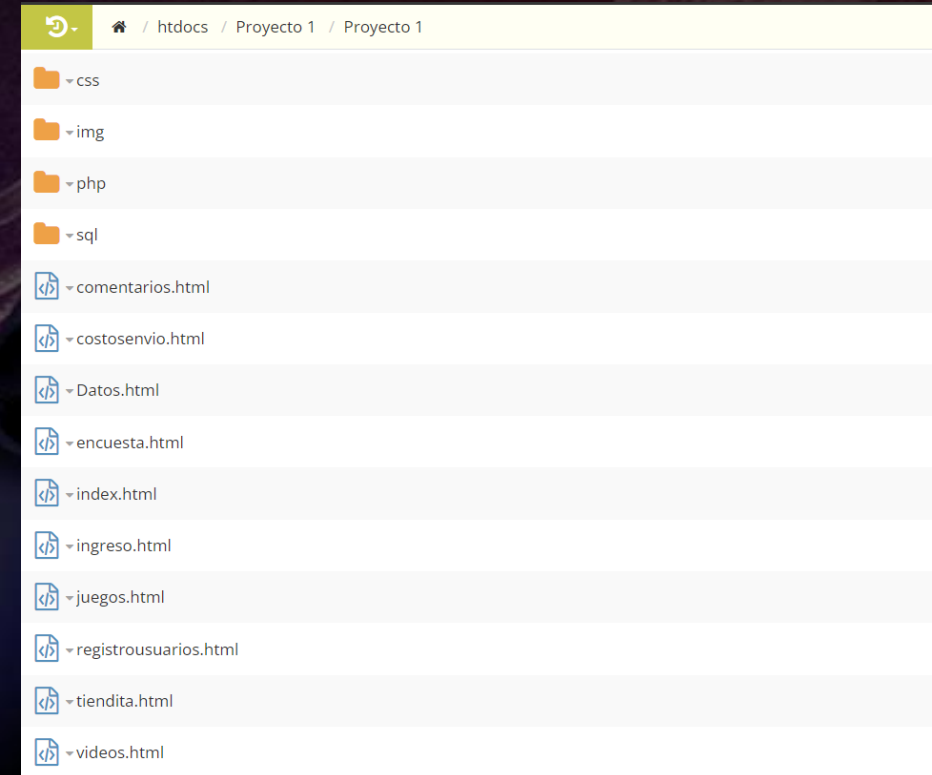 / htdocs / Proyecto 1 / Proyecto 1
css
img
php
sql
comentarios.html
costosenvio.html
Datos.html
encuesta.html
index.html
ingreso.html
juegos.html
registrousuarios.html
tiendita.html
videos.html